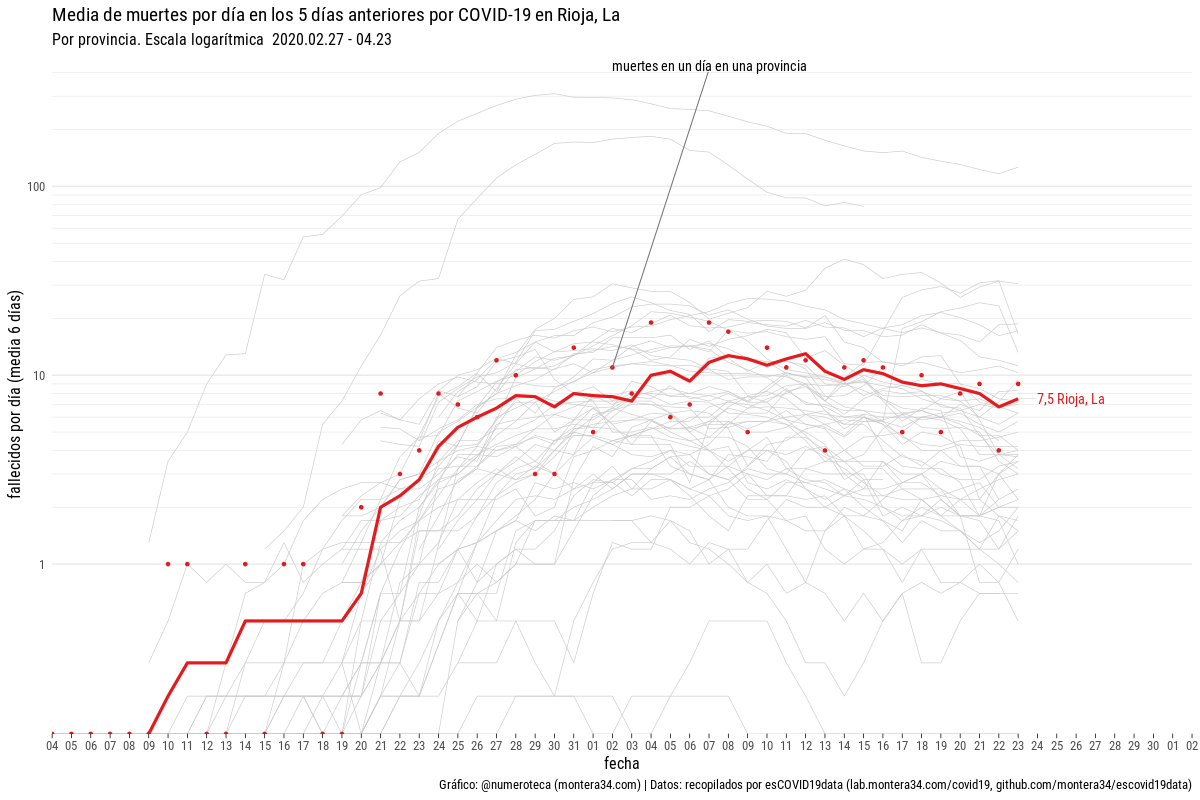 Media de muertes por día en los 5 días anteriores por COVID-19 en Rioja, La
Por provincia. Escala logarítmica 2020.02.27 - 04.23
muertes en un día en una provincia
100
10
1
fallecidos por día (media 6 días)
7,5 Rioja, La
04 05 06 07 08 09 10 11 12 13 14 15 16 17 18 19 20 21 22 23 24 25 26 27 28 29 30 31 01 02 03 04 05 06 07 08 09 10 11 12 13 14 15 16 17 18 19 20 21 22 23 24 25 26 27 28 29 30 01 02
fecha
Gráfico: @numeroteca (montera34.com) | Datos: recopilados por esCOVID19data (lab.montera34.com/covid19, github.com/montera34/escovid19data)